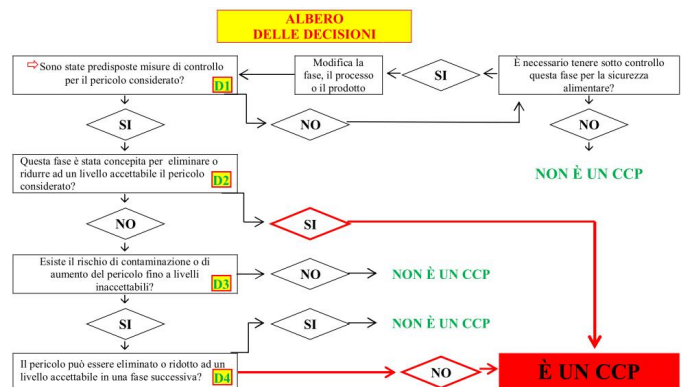 ALBERO
DELLE DECISIONI
⇨Sono state predisposte misure di controllo
per il pericolo considerato?
D1
Modifica la
fase, il processo
o il prodotto
SI
È necessario tenere sotto controllo
questa fase per la sicurezza
alimentare?
SI
NO
NO
NON È UN CCP
Questa fase è stata concepita per eliminare o
ridurre ad un livello accettabile il pericolo
considerato?
D2
NO
SI
Esiste il rischio di contaminazione o di
aumento del pericolo fino a livelli
inaccettabili?
D3
NO
NON È UN CCP
SI
SI
NON È UN CCP
Il pericolo può essere eliminato o ridotto ad un
livello accettabile in una fase successiva?
D4
NO
È UN CCP